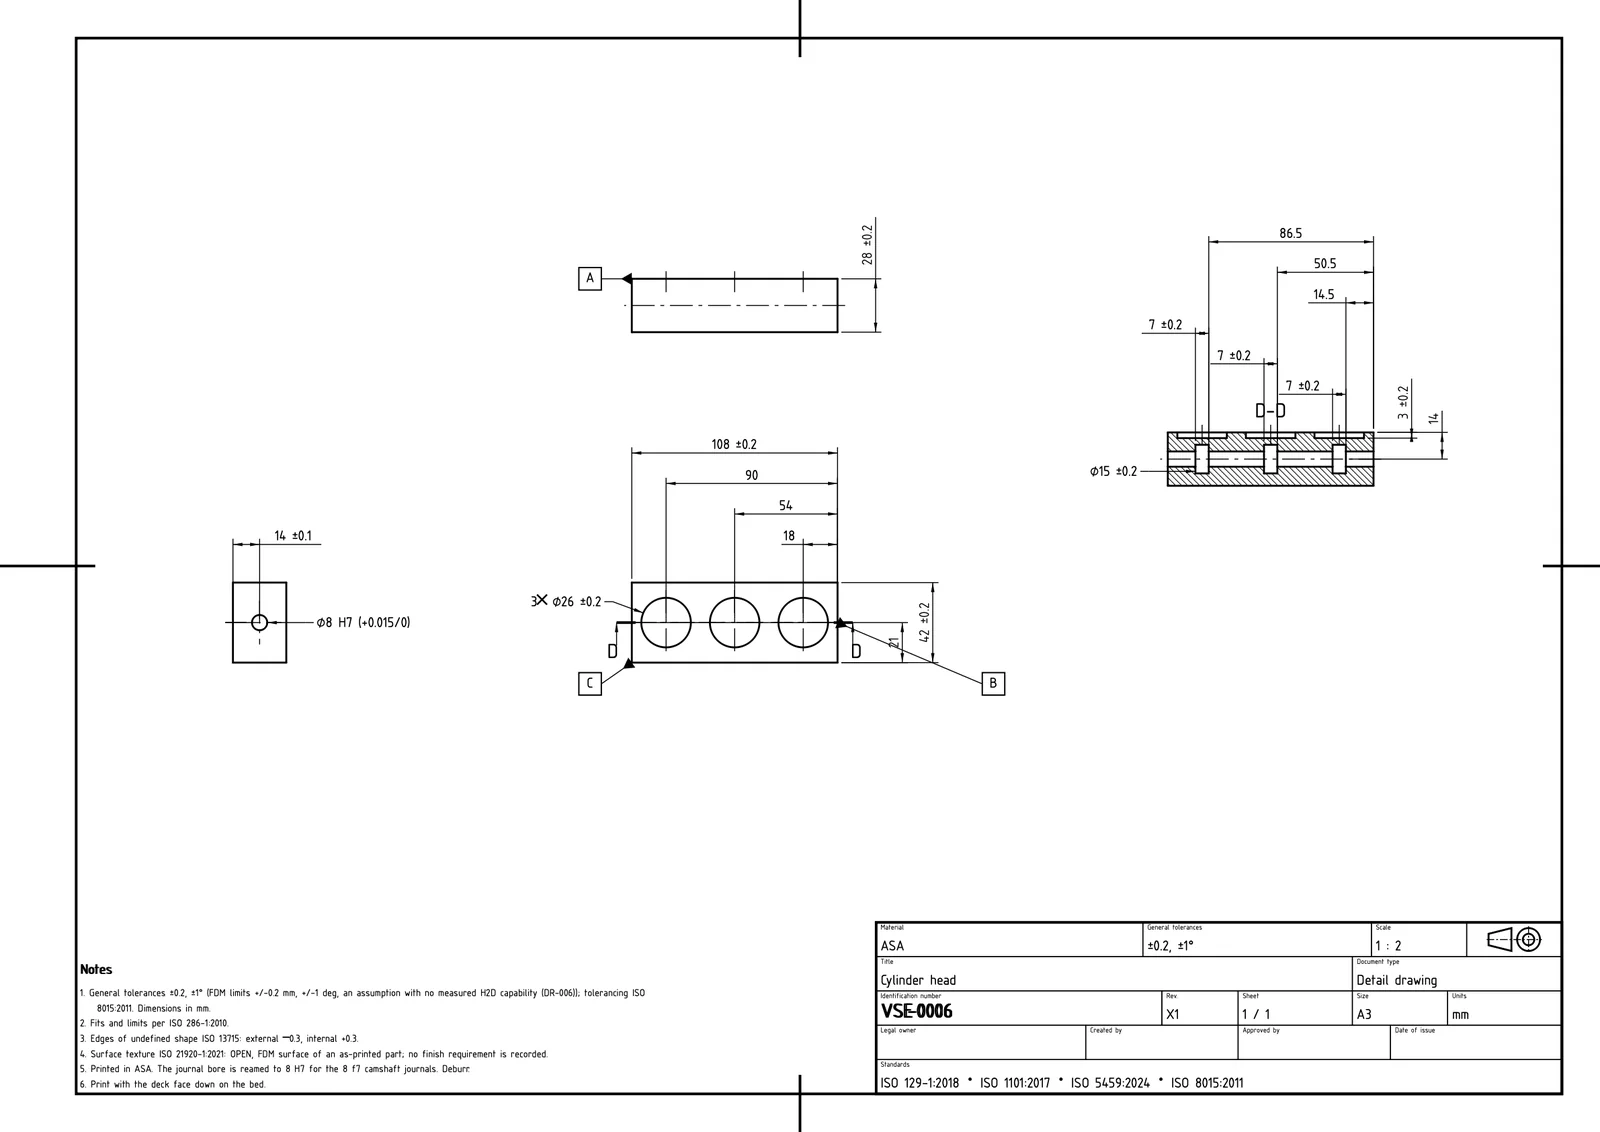 86.5
50.5
14.5
7 ±0.2
7 ±0.2
7 ±0.2
3 ±0.2
14
D-D
⌀15 ±0.2
28 ±0.2
A
108 ±0.2
90
54
18
3× ⌀26 ±0.2
42 ±0.2
21
D
D
C
B
14 ±0.1
⌀8 H7 (+0.015/0)
Notes
1. General tolerances ±0.2, ±1° (FDM limits +/-0.2 mm, +/-1 deg, an assumption with no measured H2D capability (DR-006)); tolerancing ISO
8015:2011. Dimensions in mm.
2. Fits and limits per ISO 286-1:2010.
3. Edges of undefined shape ISO 13715: external −0.3, internal +0.3.
4. Surface texture ISO 21920-1:2021: OPEN, FDM surface of an as-printed part; no finish requirement is recorded.
5. Printed in ASA. The journal bore is reamed to 8 H7 for the 8 f7 camshaft journals. Deburr.
6. Print with the deck face down on the bed.
Material
ASA
General tolerances
±0.2, ±1°
Scale
1 : 2
Title
Cylinder head
Document type
Detail drawing
Identification number
VSE-0006
Rev.
X1
Sheet
1 / 1
Size
A3
Units
mm
Legal owner
Created by
Approved by
Date of issue
Standards
ISO 129-1:2018 • ISO 1101:2017 • ISO 5459:2024 • ISO 8015:2011